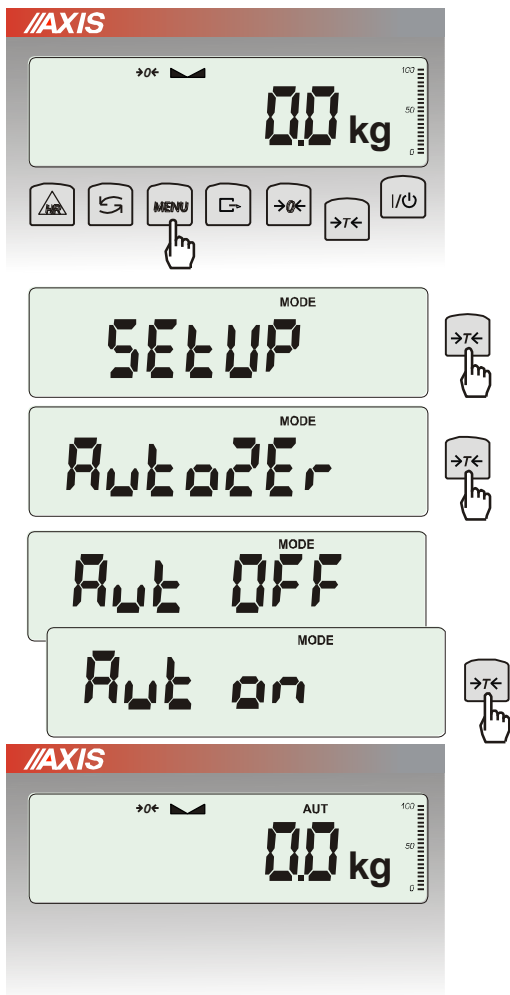 //AXIS
→0← 100
50
0.0 kg
0
HR MENU →0← →T← I/⏻
MODE
SEtUP →T←
MODE
AutoZEr →T←
MODE
Aut OFF
MODE
Aut on →T←
//AXIS
→0← AUT 100
50
0.0 kg
0